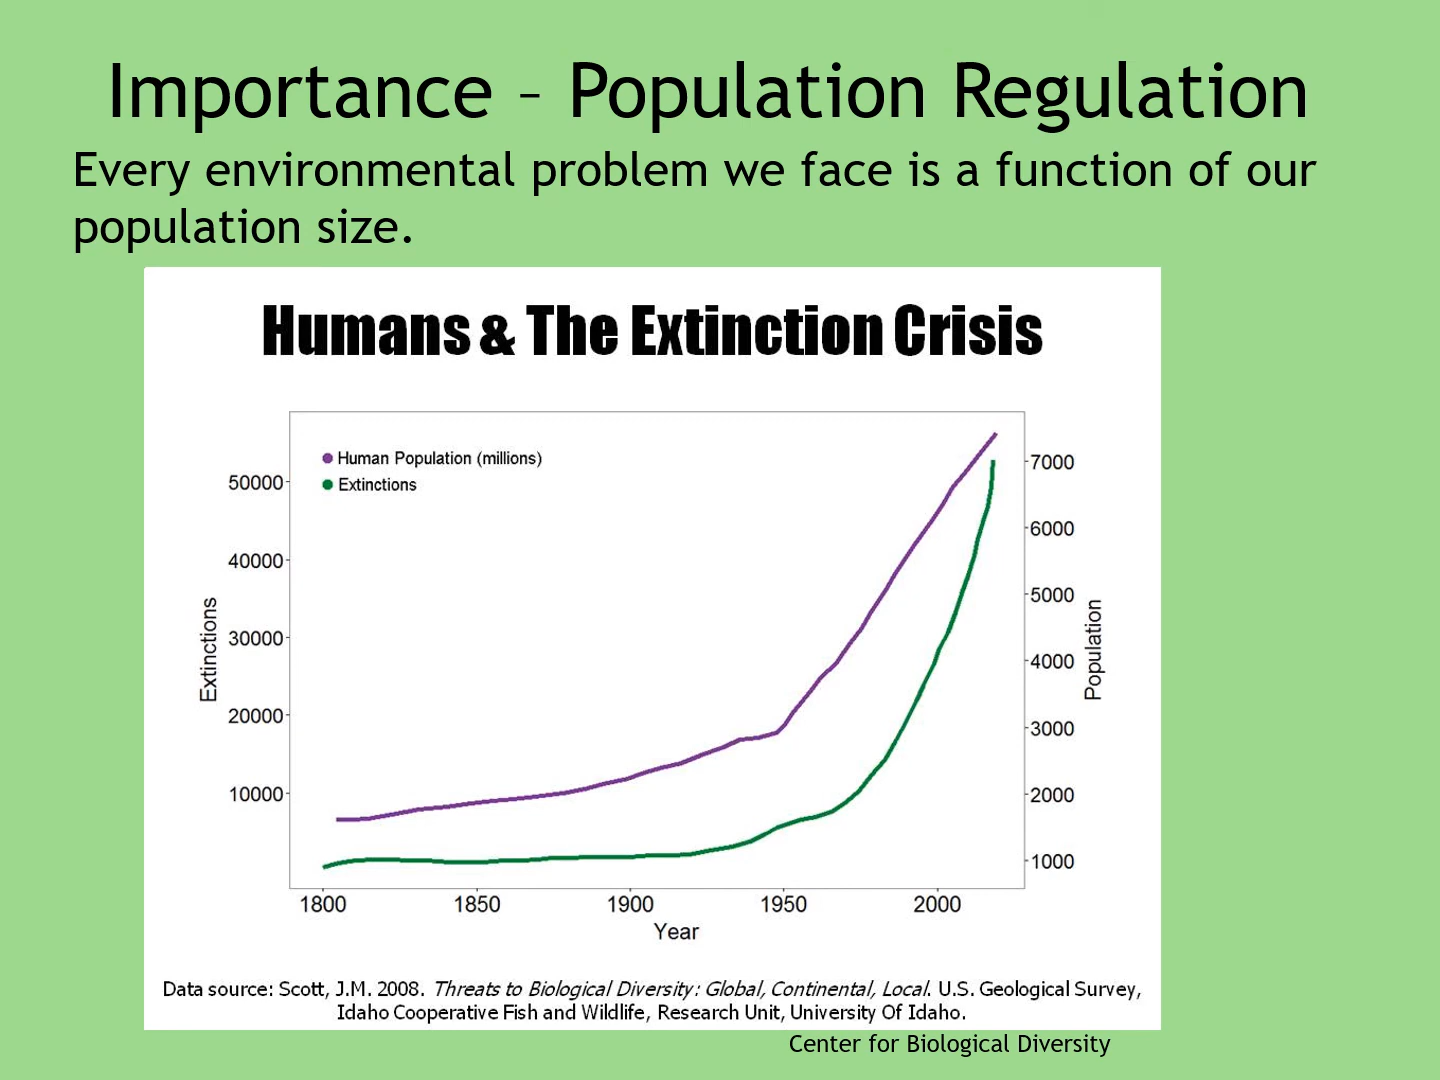 Importance – Population Regulation
Every environmental problem we face is a function of our
population size.
Humans & The Extinction Crisis
Human Population (millions)
Extinctions
50000
40000
30000
20000
10000
Extinctions
7000
6000
5000
4000
3000
2000
1000
Population
1800 1850 1900 1950 2000
Year
Data source: Scott, J.M. 2008. Threats to Biological Diversity: Global, Continental, Local. U.S. Geological Survey,
Idaho Cooperative Fish and Wildlife, Research Unit, University Of Idaho.
Center for Biological Diversity